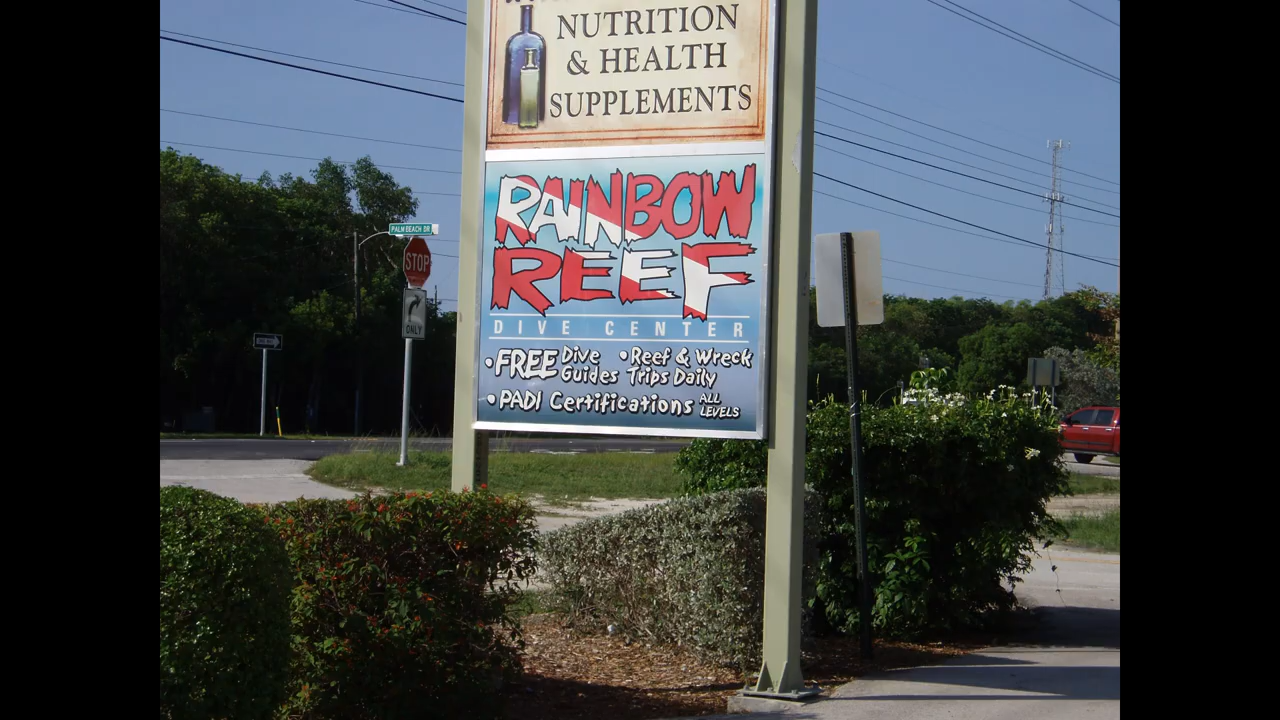 NUTRITION
& HEALTH
SUPPLEMENTS
RAINBOW
REEF
DIVE CENTER
•FREE Dive Guides •Reef & Wreck Trips Daily
•PADI Certifications ALL LEVELS
PALM BEACH DR
STOP
ONLY